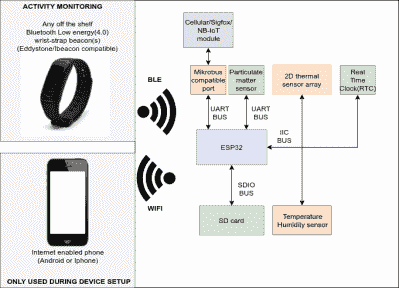 ACTIVITY MONITORING
Any off the shelf
Bluetooth Low energy(4.0)
wrist-strap beacon(s)
(Eddystone/Ibeacon compatible)
BLE
WIFI
Internet enabled phone
(Android or Iphone)
ONLY USED DURING DEVICE SETUP
Cellular/Sigfox/
NB-IoT
module
Mikrobus
compatible
port
Particulate
matter
sensor
2D thermal
sensor array
Real
Time
Clock(RTC)
UART
BUS
UART
BUS
IIC
BUS
ESP32
SDIO
BUS
SD card
Temperature
Humidity sensor